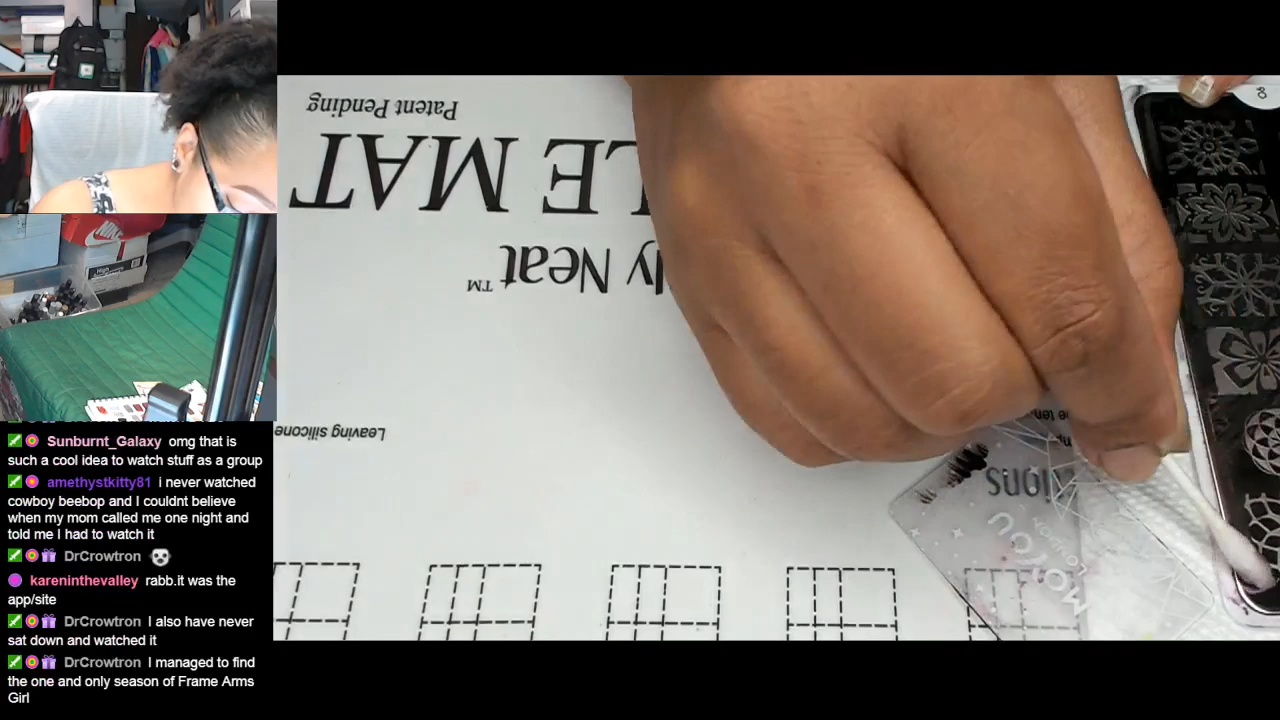 Patent Pending
LE MAT
ly Neat™
Leaving silicone
MoYou
LONDON
Sunburnt_Galaxy omg that is
such a cool idea to watch stuff as a group
amethystkitty81 i never watched
cowboy beebop and I couldnt believe
when my mom called me one night and
told me I had to watch it
DrCrowtron
kareninthevalley rabb.it was the
app/site
DrCrowtron I also have never
sat down and watched it
DrCrowtron I managed to find
the one and only season of Frame Arms
Girl